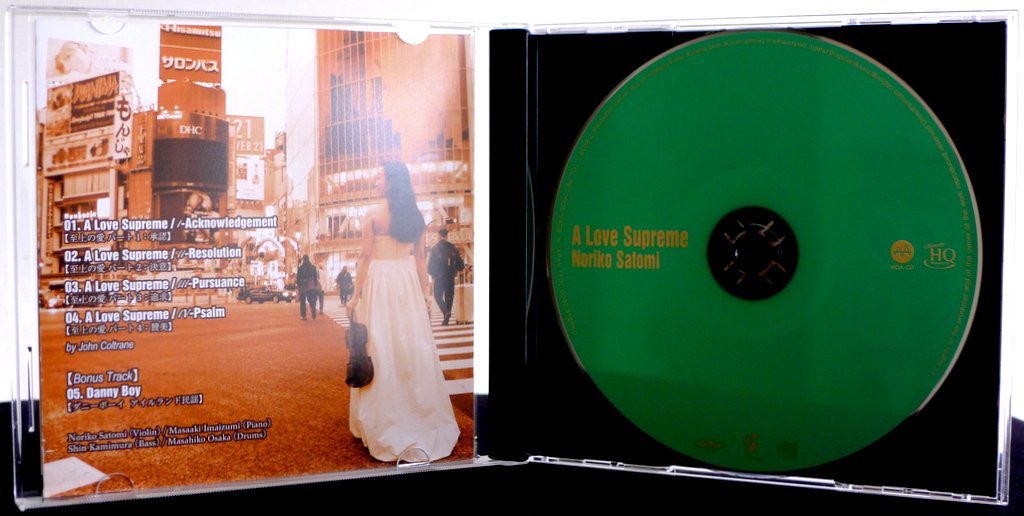 Hisamitsu
サロンパス
もんじゃ
DHC
21
01. A Love Supreme / i-Acknowledgement
【至上の愛 パート1:承認】
02. A Love Supreme / ii-Resolution
【至上の愛 パート2:決意】
03. A Love Supreme / iii-Pursuance
【至上の愛 パート3:追求】
04. A Love Supreme / iV-Psalm
【至上の愛 パート4:賛美】
by John Coltrane
【Bonus Track】
05. Danny Boy
【ダニーボーイ アイルランド民謡】
Noriko Satomi (Violin) / Masaaki Imaizumi (Piano)
Shin Kamimura (Bass) / Masahiko Osaka (Drums)
A Love Supreme
Noriko Satomi
MQA-CD
HQ